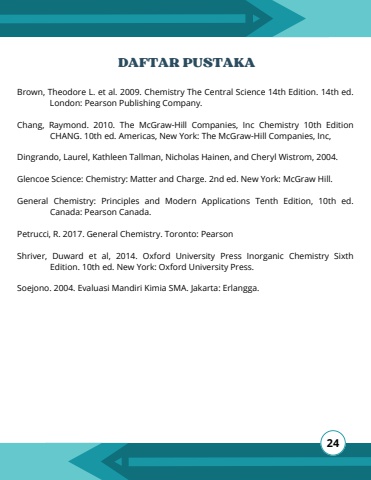 DAFTAR PUSTAKA
Brown, Theodore L. et al. 2009. Chemistry The Central Science 14th Edition. 14th ed.
London: Pearson Publishing Company.
Chang, Raymond. 2010. The McGraw-Hill Companies, Inc Chemistry 10th Edition
CHANG. 10th ed. Americas, New York: The McGraw-Hill Companies, Inc,
Dingrando, Laurel, Kathleen Tallman, Nicholas Hainen, and Cheryl Wistrom, 2004.
Glencoe Science: Chemistry: Matter and Charge. 2nd ed. New York: McGraw Hill.
General Chemistry: Principles and Modern Applications Tenth Edition, 10th ed.
Canada: Pearson Canada.
Petrucci, R. 2017. General Chemistry. Toronto: Pearson
Shriver, Duward et al, 2014. Oxford University Press Inorganic Chemistry Sixth
Edition. 10th ed. New York: Oxford University Press.
Soejono. 2004. Evaluasi Mandiri Kimia SMA. Jakarta: Erlangga.
24